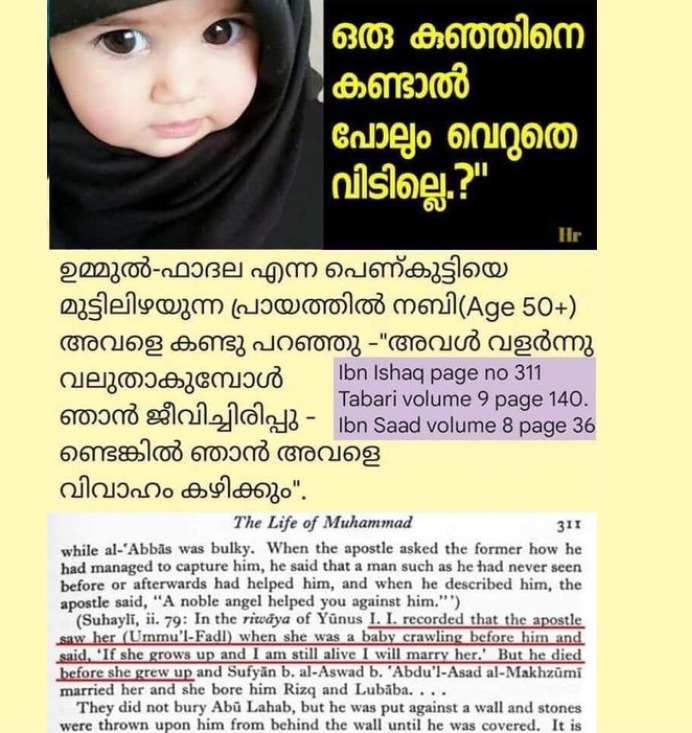 ഒരു കുഞ്ഞിനെ
കണ്ടാൽ
പോലും വെറുതെ
വിടില്ലെ.?"
Hr
ഉമ്മുൽ-ഫാദല എന്ന പെണ്കുട്ടിയെ
മുട്ടിലിഴയുന്ന പ്രായത്തിൽ നബി(Age 50+)
അവളെ കണ്ടു പറഞ്ഞു -"അവൾ വളർന്നു
വലുതാകുമ്പോൾ
ഞാൻ ജീവിച്ചിരിപ്പു -
ണ്ടെങ്കിൽ ഞാൻ അവളെ
വിവാഹം കഴിക്കും".
Ibn Ishaq page no 311
Tabari volume 9 page 140.
Ibn Saad volume 8 page 36
The Life of Muhammad 311
while al-'Abbās was bulky. When the apostle asked the former how he
had managed to capture him, he said that a man such as he had never seen
before or afterwards had helped him, and when he described him, the
apostle said, "A noble angel helped you against him."')
(Suhaylī, ii. 79: In the riwāya of Yūnus I. I. recorded that the apostle
saw her (Ummu'l-Faḍl) when she was a baby crawling before him and
said, 'If she grows up and I am still alive I will marry her.' But he died
before she grew up and Sufyān b. al-Aswad b. 'Abdu'l-Asad al-Makhzūmī
married her and she bore him Rizq and Lubāba. . . .
They did not bury Abū Lahab, but he was put against a wall and stones
were thrown upon him from behind the wall until he was covered. It is